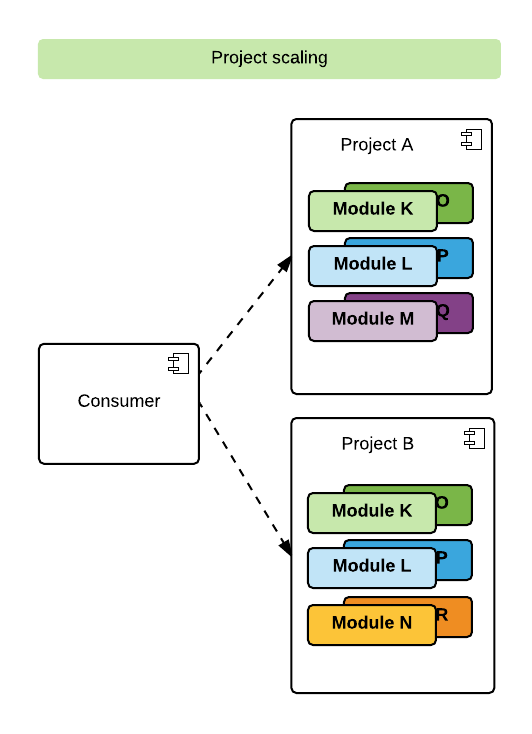 Project scaling
Project A
O
Module K
P
Module L
Q
Module M
Consumer
Project B
O
Module K
P
Module L
R
Module N